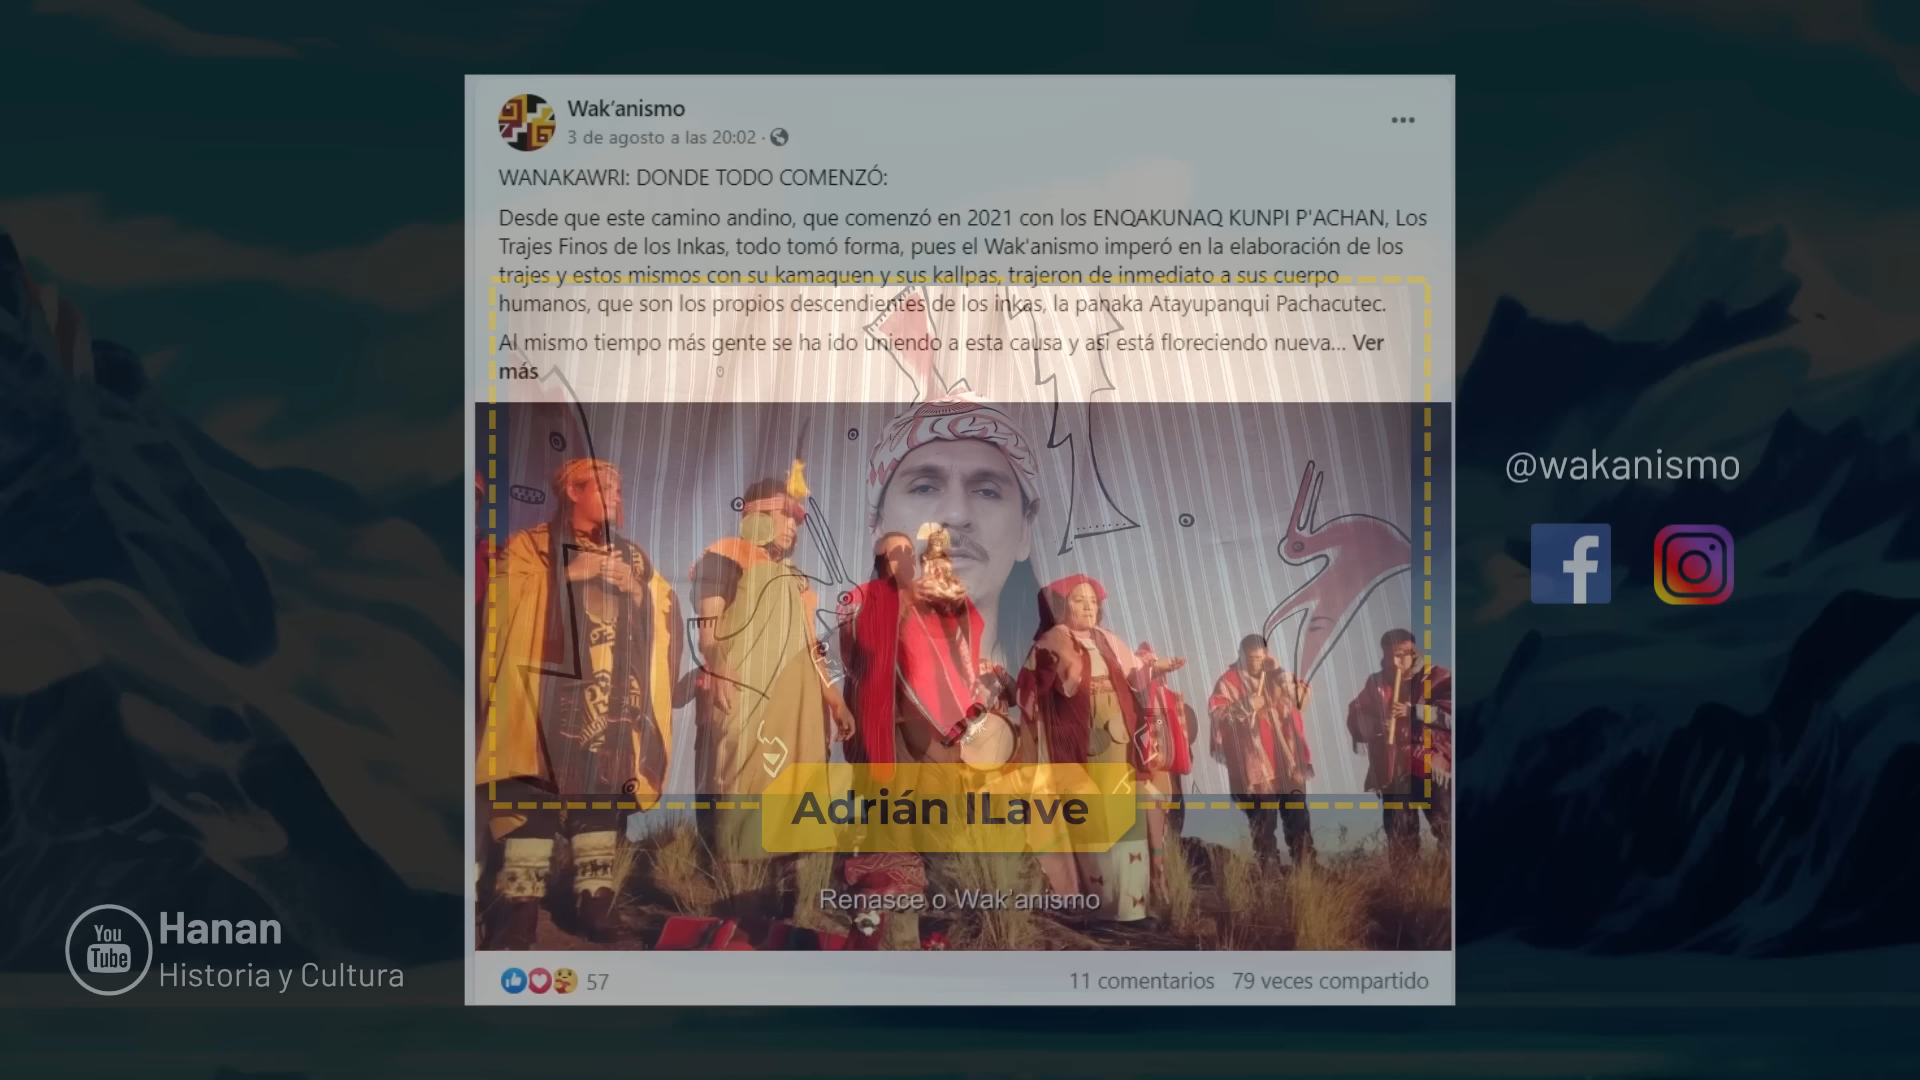 Wak'anismo
3 de agosto a las 20:02 ·
WANAKAWRI: DONDE TODO COMENZÓ:
Desde que este camino andino, que comenzó en 2021 con los ENQAKUNAQ KUNPI P'ACHAN, Los
Trajes Finos de los Inkas, todo tomó forma, pues el Wak'anismo imperó en la elaboración de los
trajes y estos mismos con su kamaquen y sus kallpas, trajeron de inmediato a sus cuerpo
humanos, que son los propios descendientes de los inkas, la panaka Atayupanqui Pachacutec.
Al mismo tiempo más gente se ha ido uniendo a esta causa y asi está floreciendo nueva... Ver
más
@wakanismo
Adrián ILave
Renasce o Wak'anismo
You
Tube
Hanan
Historia y Cultura
57
11 comentarios 79 veces compartido